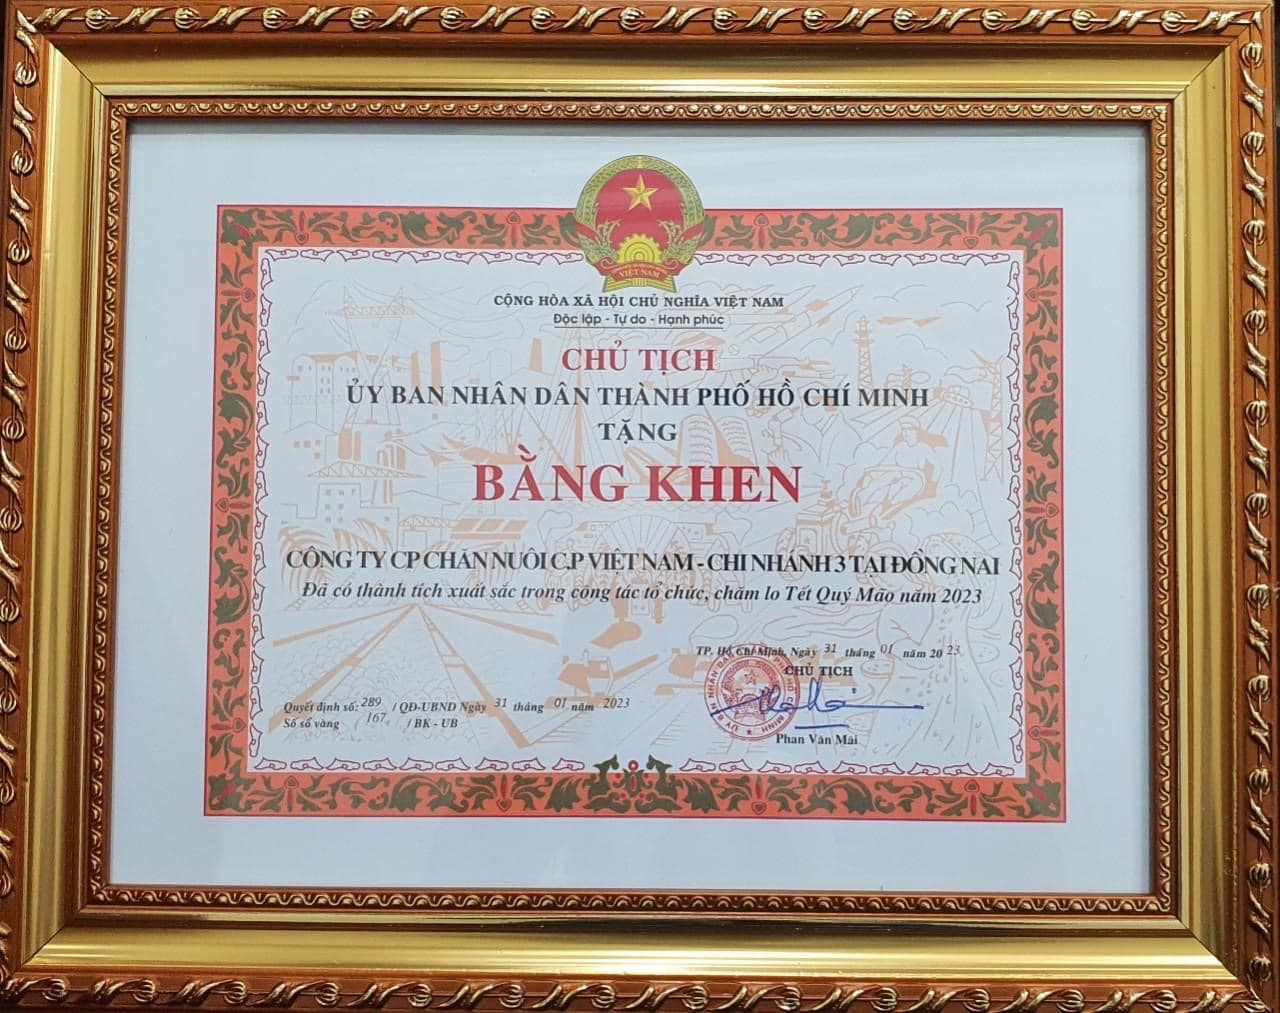 VIỆT NAM
CỘNG HÒA XÃ HỘI CHỦ NGHĨA VIỆT NAM
Độc lập - Tự do - Hạnh phúc
CHỦ TỊCH
ỦY BAN NHÂN DÂN THÀNH PHỐ HỒ CHÍ MINH
TẶNG
BẰNG KHEN
CÔNG TY CP CHĂN NUÔI C.P VIỆT NAM - CHI NHÁNH 3 TẠI ĐỒNG NAI
Đã có thành tích xuất sắc trong công tác tổ chức, chăm lo Tết Quý Mão năm 2023
TP. Hồ Chí Minh, Ngày 31 tháng 01 năm 2023
CHỦ TỊCH
Quyết định số: 289 / QĐ-UBND Ngày 31 tháng 01 năm 2023
Số sổ vàng 167 / BK - UB
Phan Văn Mãi